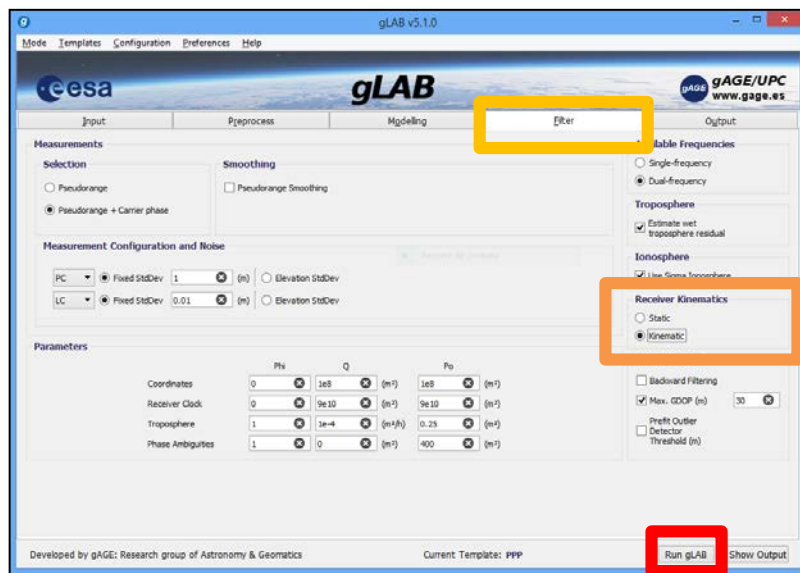 gLAB v5.1.0
Mode Templates Configuration Preferences Help
esa
gLAB
gAGE
gAGE/UPC
www.gage.es
Input Preprocess Modeling Filter Output
Measurements
Selection
Pseudorange
Pseudorange + Carrier phase
Smoothing
Pseudorange Smoothing
Measurement Configuration and Noise
PC Fixed StdDev 1 (m) Elevation StdDev
LC Fixed StdDev 0.01 (m) Elevation StdDev
Parameters
Phi Q Po
Coordinates 0 1e8 (m²) 1e8 (m²)
Receiver Clock 0 9e10 (m²) 9e10 (m²)
Troposphere 1 1e-4 (m²/h) 0.25 (m²)
Phase Ambiguities 1 0 (m²) 400 (m²)
Frequencies
Single-frequency
Dual-frequency
Troposphere
Estimate wet
troposphere residual
Ionosphere
Use Sigma Ionosphere
Receiver Kinematics
Static
Kinematic
Backward Filtering
Max. GDOP (m) 30
Prefit Outlier
Detector
Threshold (m)
Developed by gAGE: Research group of Astronomy & Geomatics Current Template: PPP Run gLAB Show Output